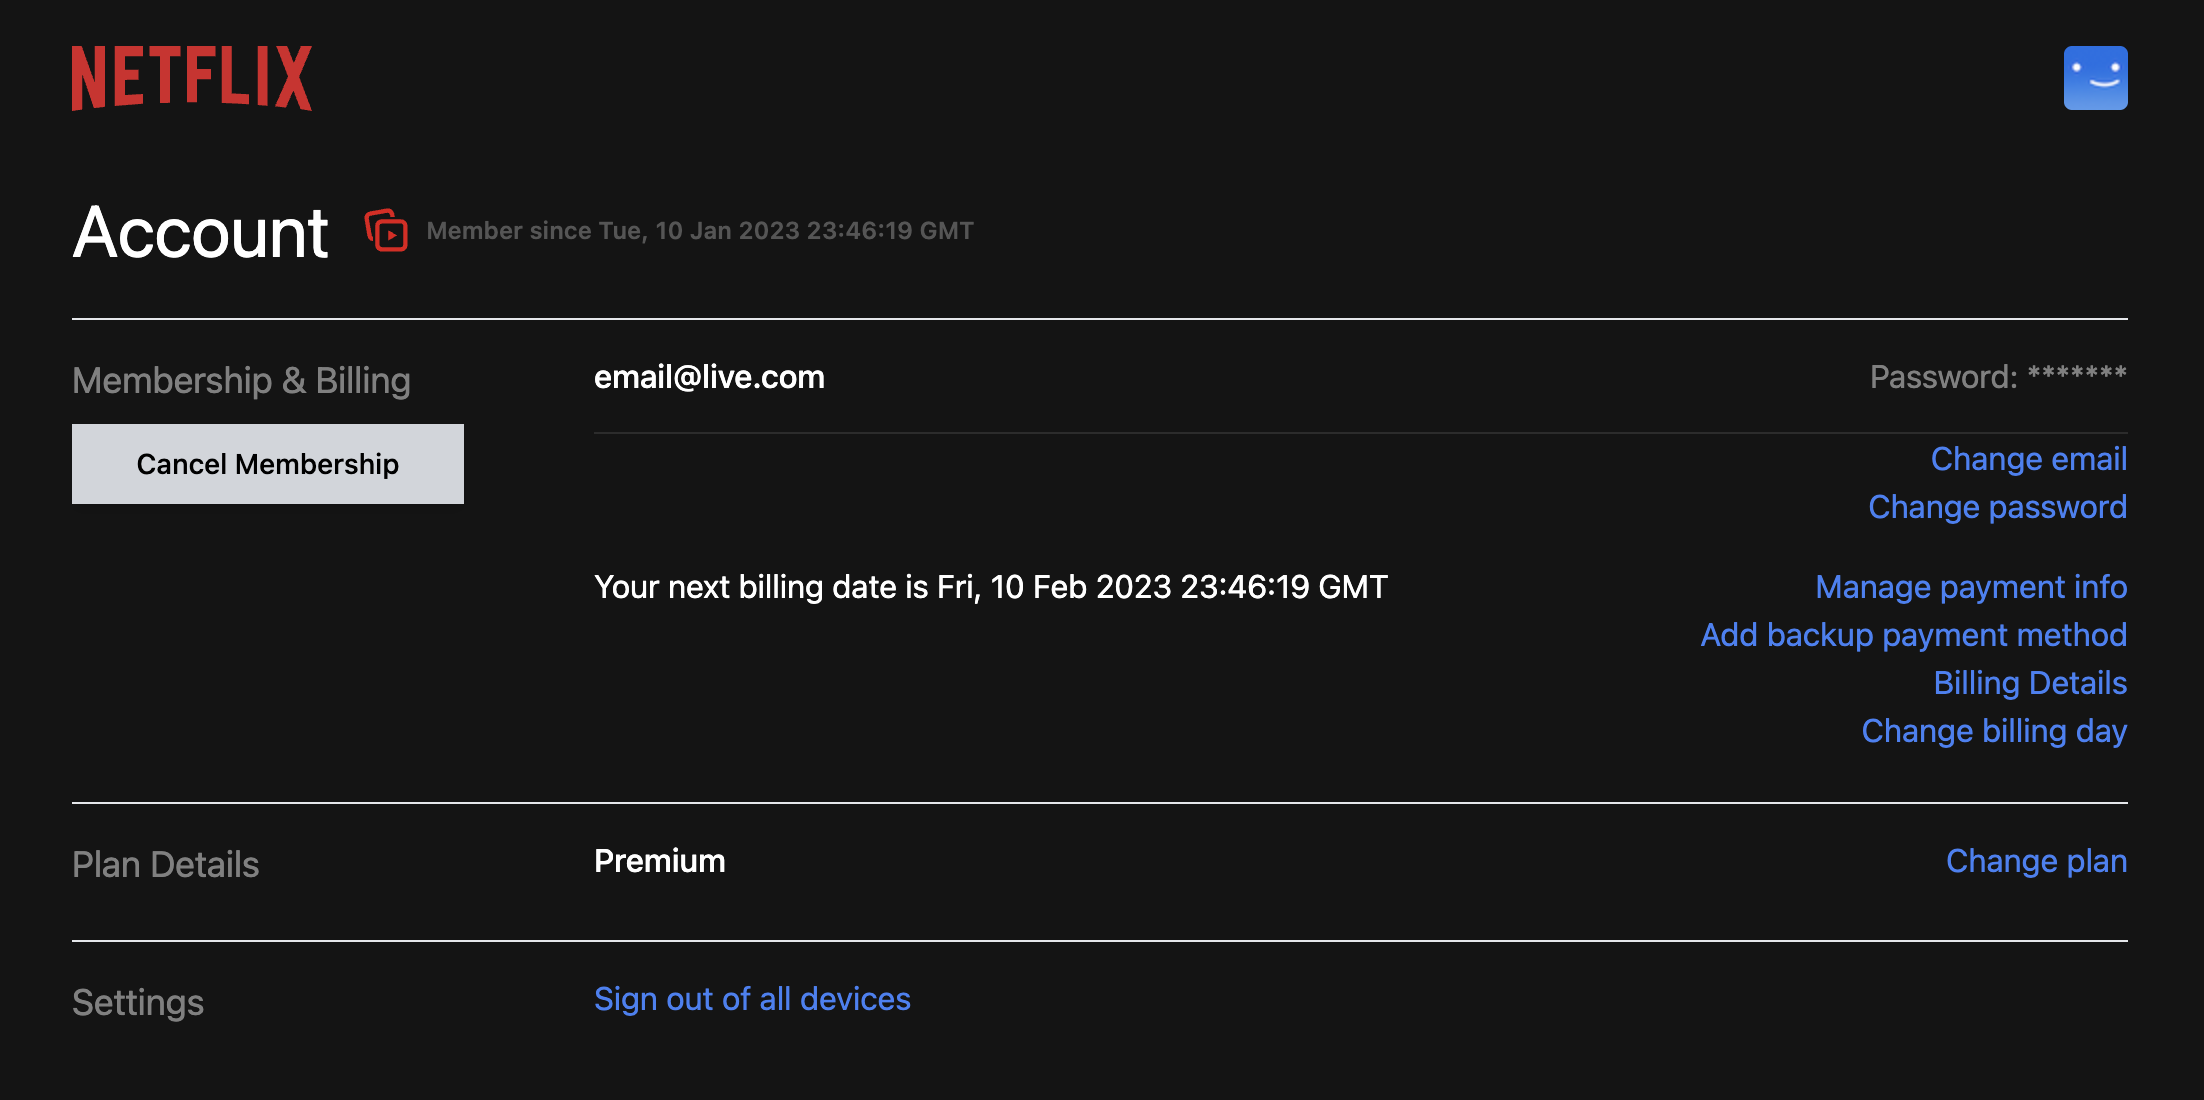 NETFLIX
Account
Member since Tue, 10 Jan 2023 23:46:19 GMT
Membership & Billing
Cancel Membership
email@live.com
Password: *******
Change email
Change password
Your next billing date is Fri, 10 Feb 2023 23:46:19 GMT
Manage payment info
Add backup payment method
Billing Details
Change billing day
Plan Details
Premium
Change plan
Settings
Sign out of all devices